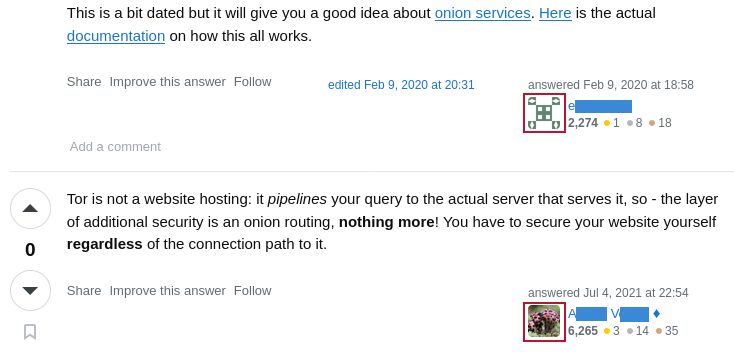 This is a bit dated but it will give you a good idea about onion services. Here is the actual
documentation on how this all works.
Share Improve this answer Follow
edited Feb 9, 2020 at 20:31
answered Feb 9, 2020 at 18:58
e
2,274 1 8 18
Add a comment
Tor is not a website hosting: it pipelines your query to the actual server that serves it, so - the layer
of additional security is an onion routing, nothing more! You have to secure your website yourself
0
regardless of the connection path to it.
Share Improve this answer Follow
answered Jul 4, 2021 at 22:54
A V ♦
6,265 3 14 35